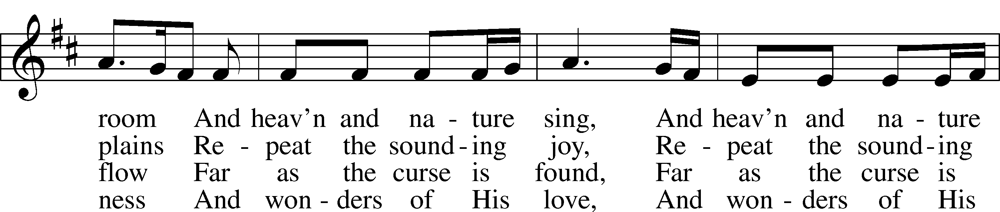 room And heav'n and na - ture sing, And heav'n and na - ture
plains Re - peat the sound - ing joy, Re - peat the sound - ing
flow Far as the curse is found, Far as the curse is
ness And won - ders of His love, And won - ders of His